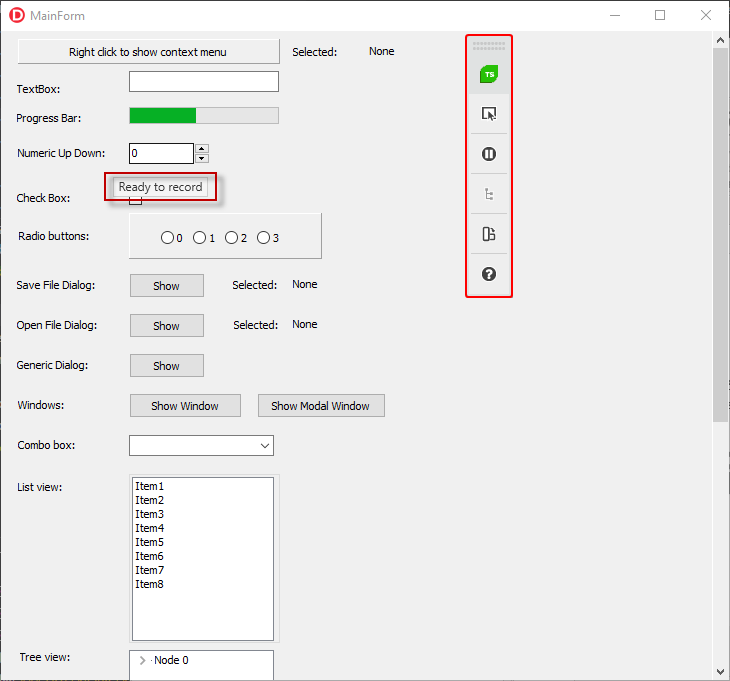 D MainForm
Right click to show context menu Selected: None
TextBox:
TS
Progress Bar:
Numeric Up Down: 0
Ready to record
Check Box:
Radio buttons: 0 1 2 3
Save File Dialog: Show Selected: None
?
Open File Dialog: Show Selected: None
Generic Dialog: Show
Windows: Show Window Show Modal Window
Combo box:
List view:
Item1
Item2
Item3
Item4
Item5
Item6
Item7
Item8
Tree view: Node 0